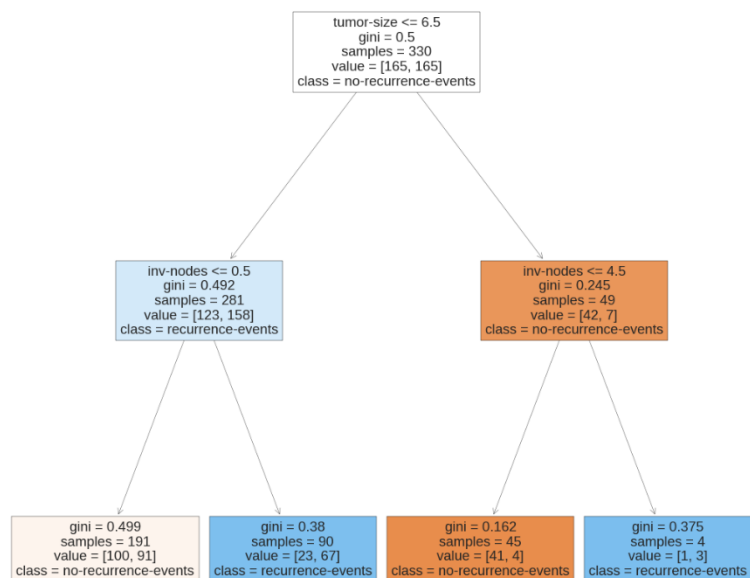 tumor-size <= 6.5
gini = 0.5
samples = 330
value = [165, 165]
class = no-recurrence-events
inv-nodes <= 0.5
gini = 0.492
samples = 281
value = [123, 158]
class = recurrence-events
inv-nodes <= 4.5
gini = 0.245
samples = 49
value = [42, 7]
class = no-recurrence-events
gini = 0.499
samples = 191
value = [100, 91]
class = no-recurrence-events
gini = 0.38
samples = 90
value = [23, 67]
class = recurrence-events
gini = 0.162
samples = 45
value = [41, 4]
class = no-recurrence-events
gini = 0.375
samples = 4
value = [1, 3]
class = recurrence-events